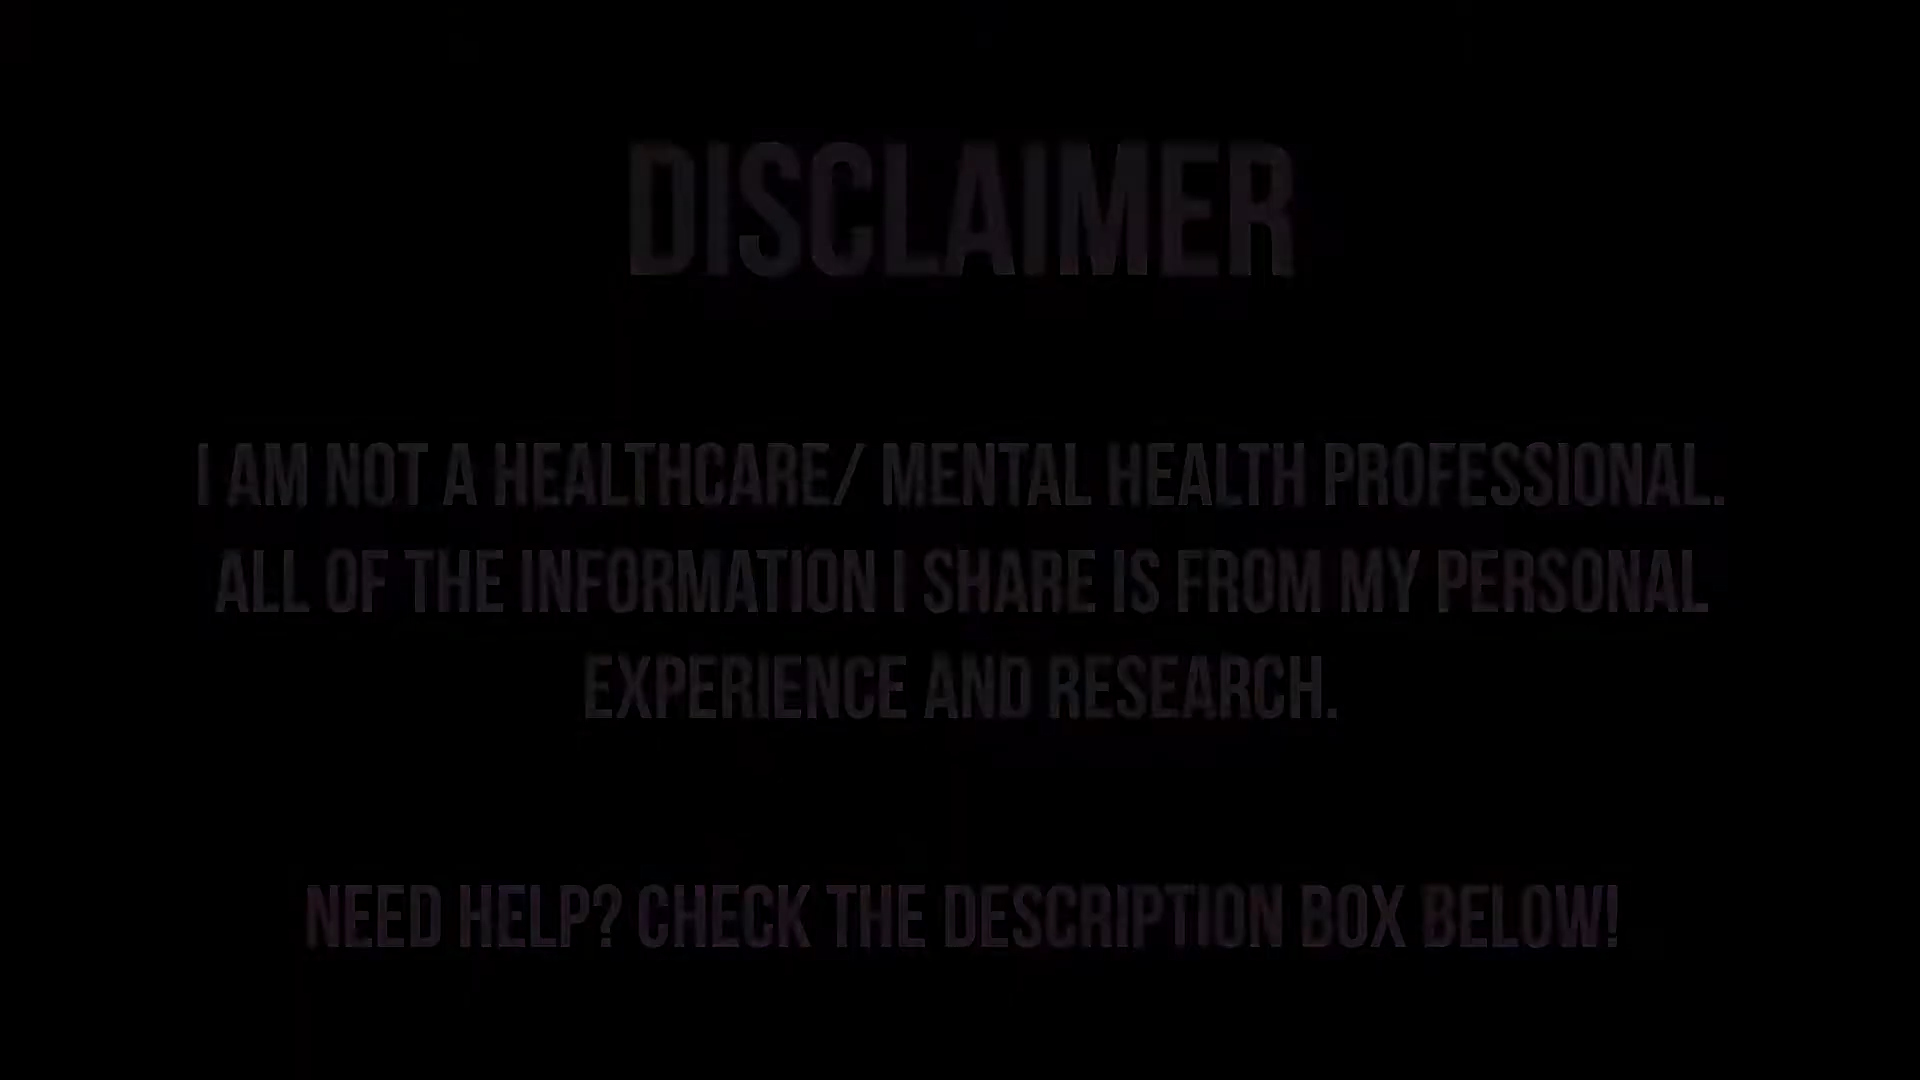 DISCLAIMER
I AM NOT A HEALTHCARE/ MENTAL HEALTH PROFESSIONAL.
ALL OF THE INFORMATION I SHARE IS FROM MY PERSONAL
EXPERIENCE AND RESEARCH.
NEED HELP? CHECK THE DESCRIPTION BOX BELOW!